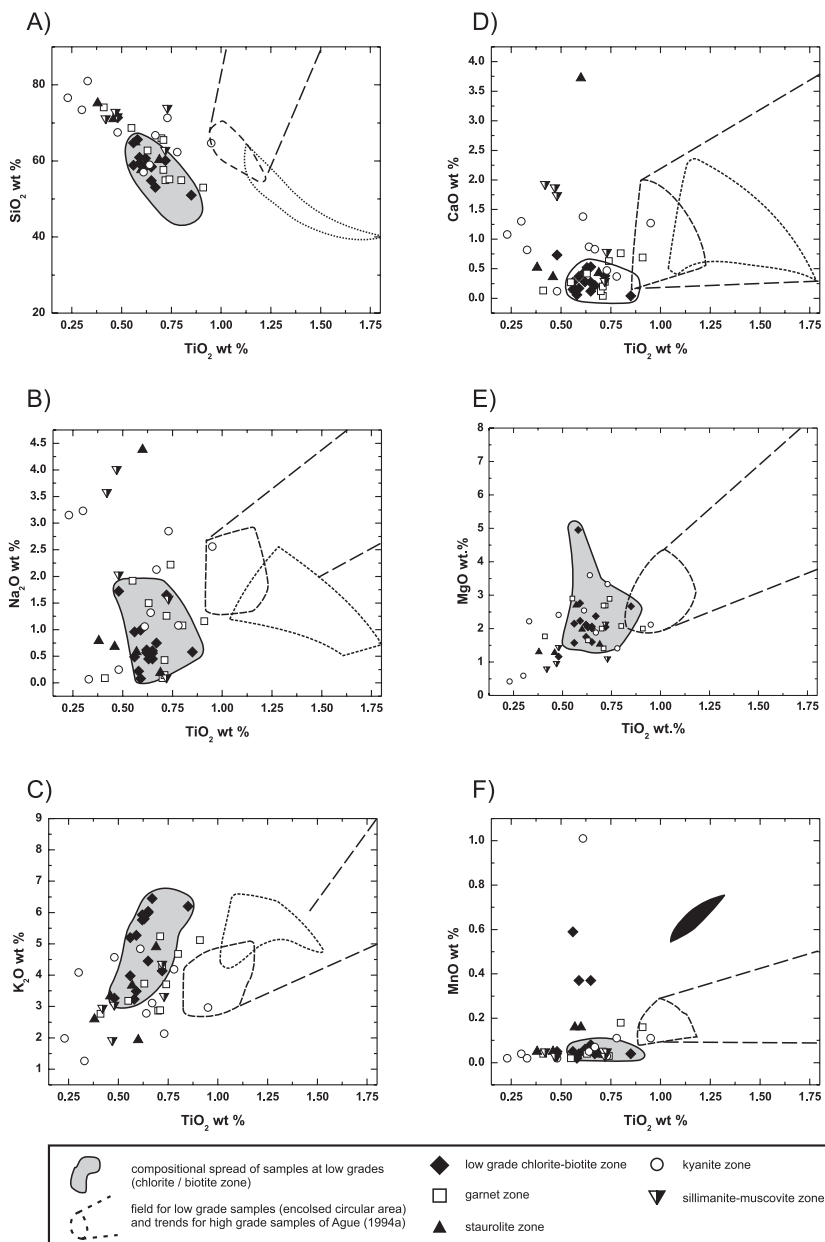 A)
80
60
40
20
SiO2 wt %
0.25 0.50 0.75 1.00 1.25 1.50 1.75
TiO2 wt %
B)
4.5
4.0
3.5
3.0
2.5
2.0
1.5
1.0
0.5
0.0
Na2O wt %
0.25 0.50 0.75 1.00 1.25 1.50 1.75
TiO2 wt %
C)
9
8
7
6
5
4
3
2
1
K2O wt %
0.25 0.50 0.75 1.00 1.25 1.50 1.75
TiO2 wt %
D)
4.0
3.5
3.0
2.5
2.0
1.5
1.0
0.5
0.0
CaO wt %
0.25 0.50 0.75 1.00 1.25 1.50 1.75
TiO2 wt %
E)
8
7
6
5
4
3
2
1
0
MgO wt.%
0.25 0.50 0.75 1.00 1.25 1.50 1.75
TiO2 wt.%
F)
1.0
0.8
0.6
0.4
0.2
0.0
MnO wt %
0.25 0.50 0.75 1.00 1.25 1.50 1.75
TiO2 wt %
compositional spread of samples at low grades
(chlorite / biotite zone)
field for low grade samples (encolsed circular area)
and trends for high grade samples of Ague (1994a)
low grade chlorite-biotite zone
garnet zone
staurolite zone
kyanite zone
sillimanite-muscovite zone